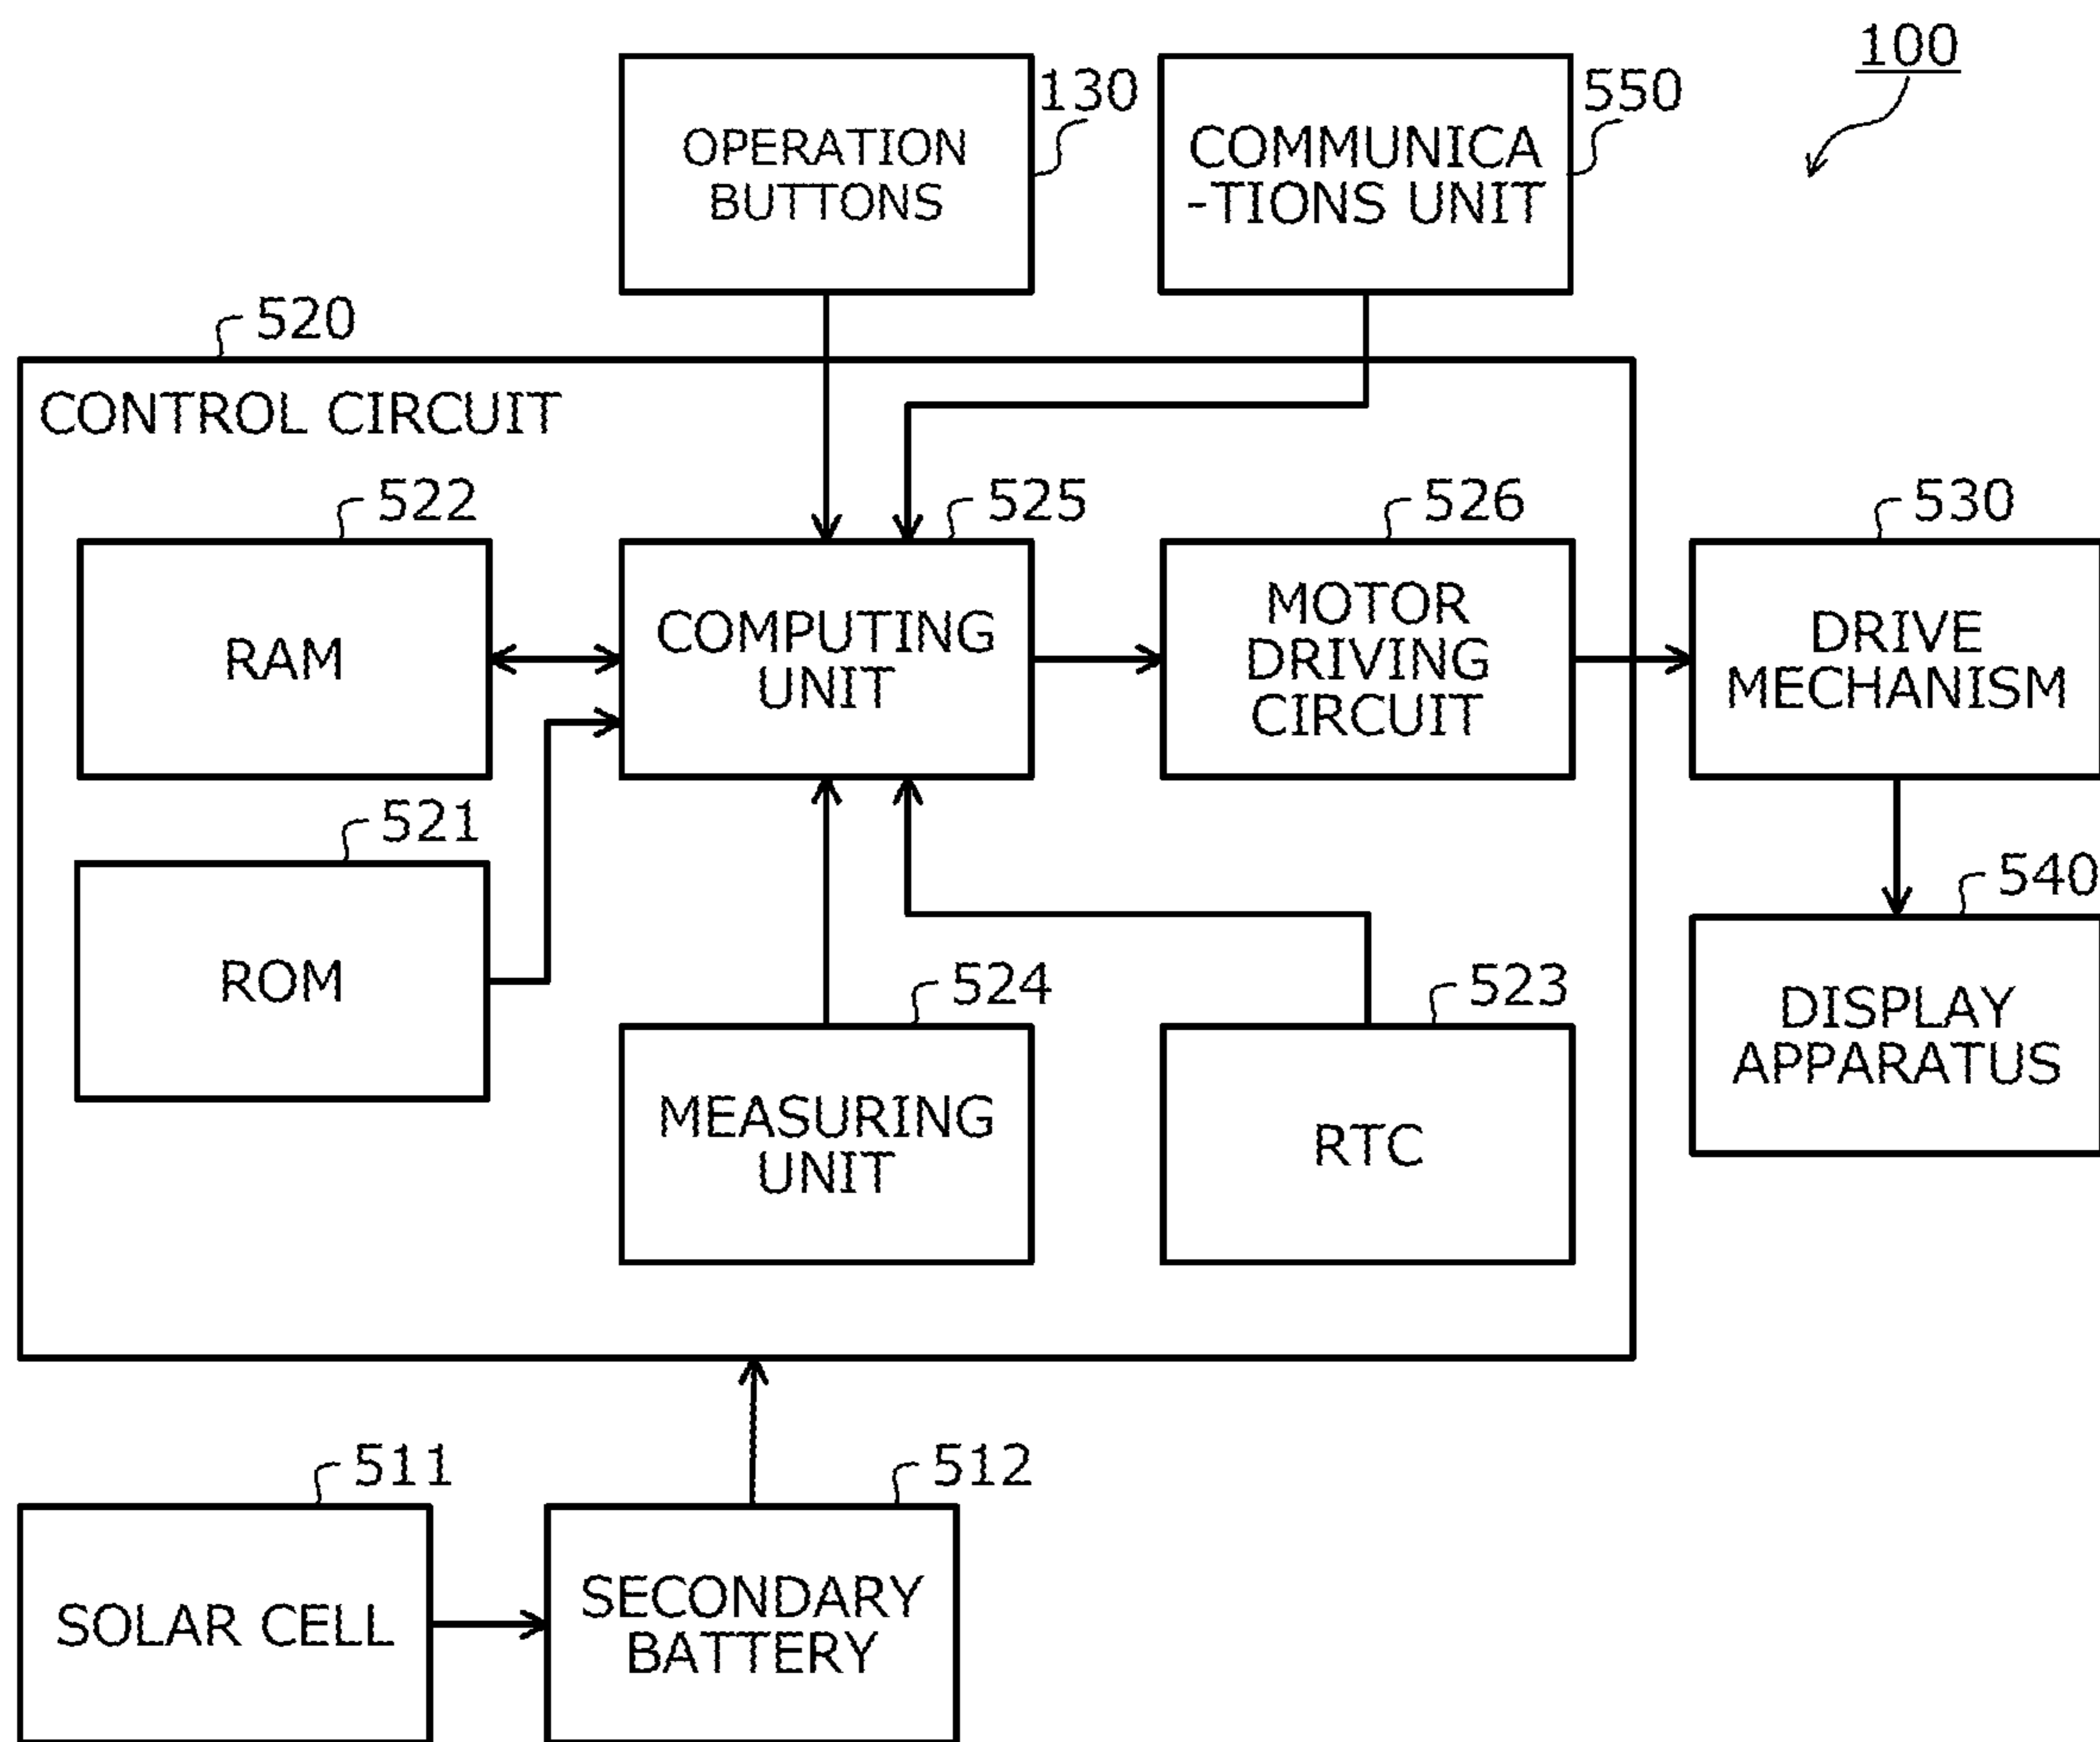 100
130
550
OPERATION
BUTTONS
COMMUNICA
-TIONS UNIT
520
CONTROL CIRCUIT
522
525
526
530
RAM
COMPUTING
UNIT
MOTOR
DRIVING
CIRCUIT
DRIVE
MECHANISM
521
540
ROM
524
523
DISPLAY
APPARATUS
MEASURING
UNIT
RTC
511
512
SOLAR CELL
SECONDARY
BATTERY